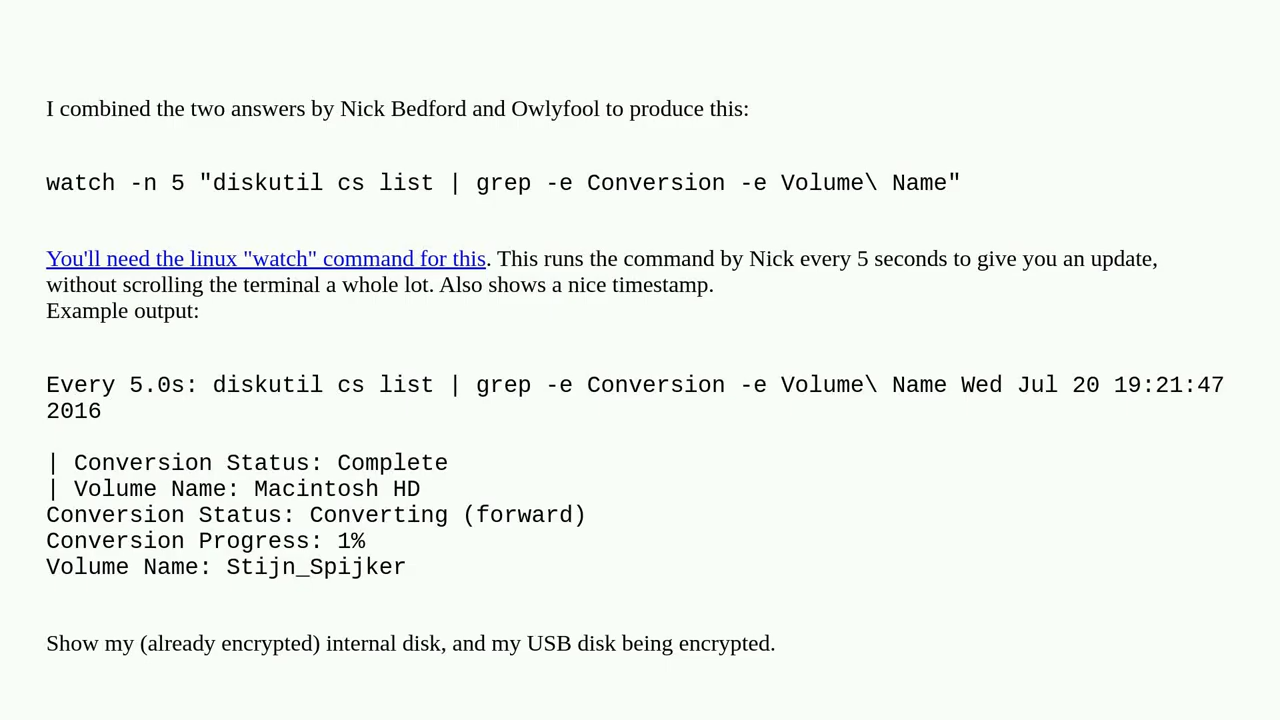 I combined the two answers by Nick Bedford and Owlyfool to produce this:
watch -n 5 "diskutil cs list | grep -e Conversion -e Volume\ Name"
You'll need the linux "watch" command for this. This runs the command by Nick every 5 seconds to give you an update,
without scrolling the terminal a whole lot. Also shows a nice timestamp.
Example output:
Every 5.0s: diskutil cs list | grep -e Conversion -e Volume\ Name Wed Jul 20 19:21:47
2016
| Conversion Status: Complete
| Volume Name: Macintosh HD
Conversion Status: Converting (forward)
Conversion Progress: 1%
Volume Name: Stijn_Spijker
Show my (already encrypted) internal disk, and my USB disk being encrypted.